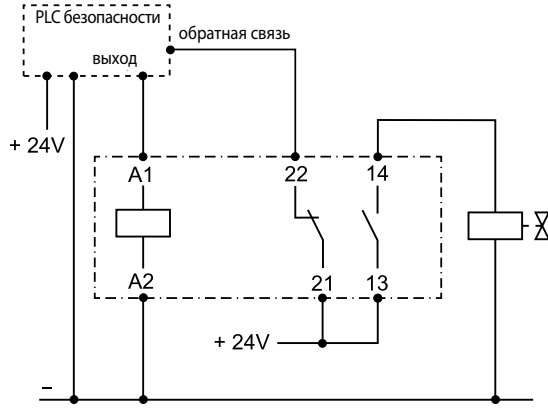 PLC безопасности
обратная связь
выход
+ 24V
A1
22
14
A2
21
13
+ 24V
–